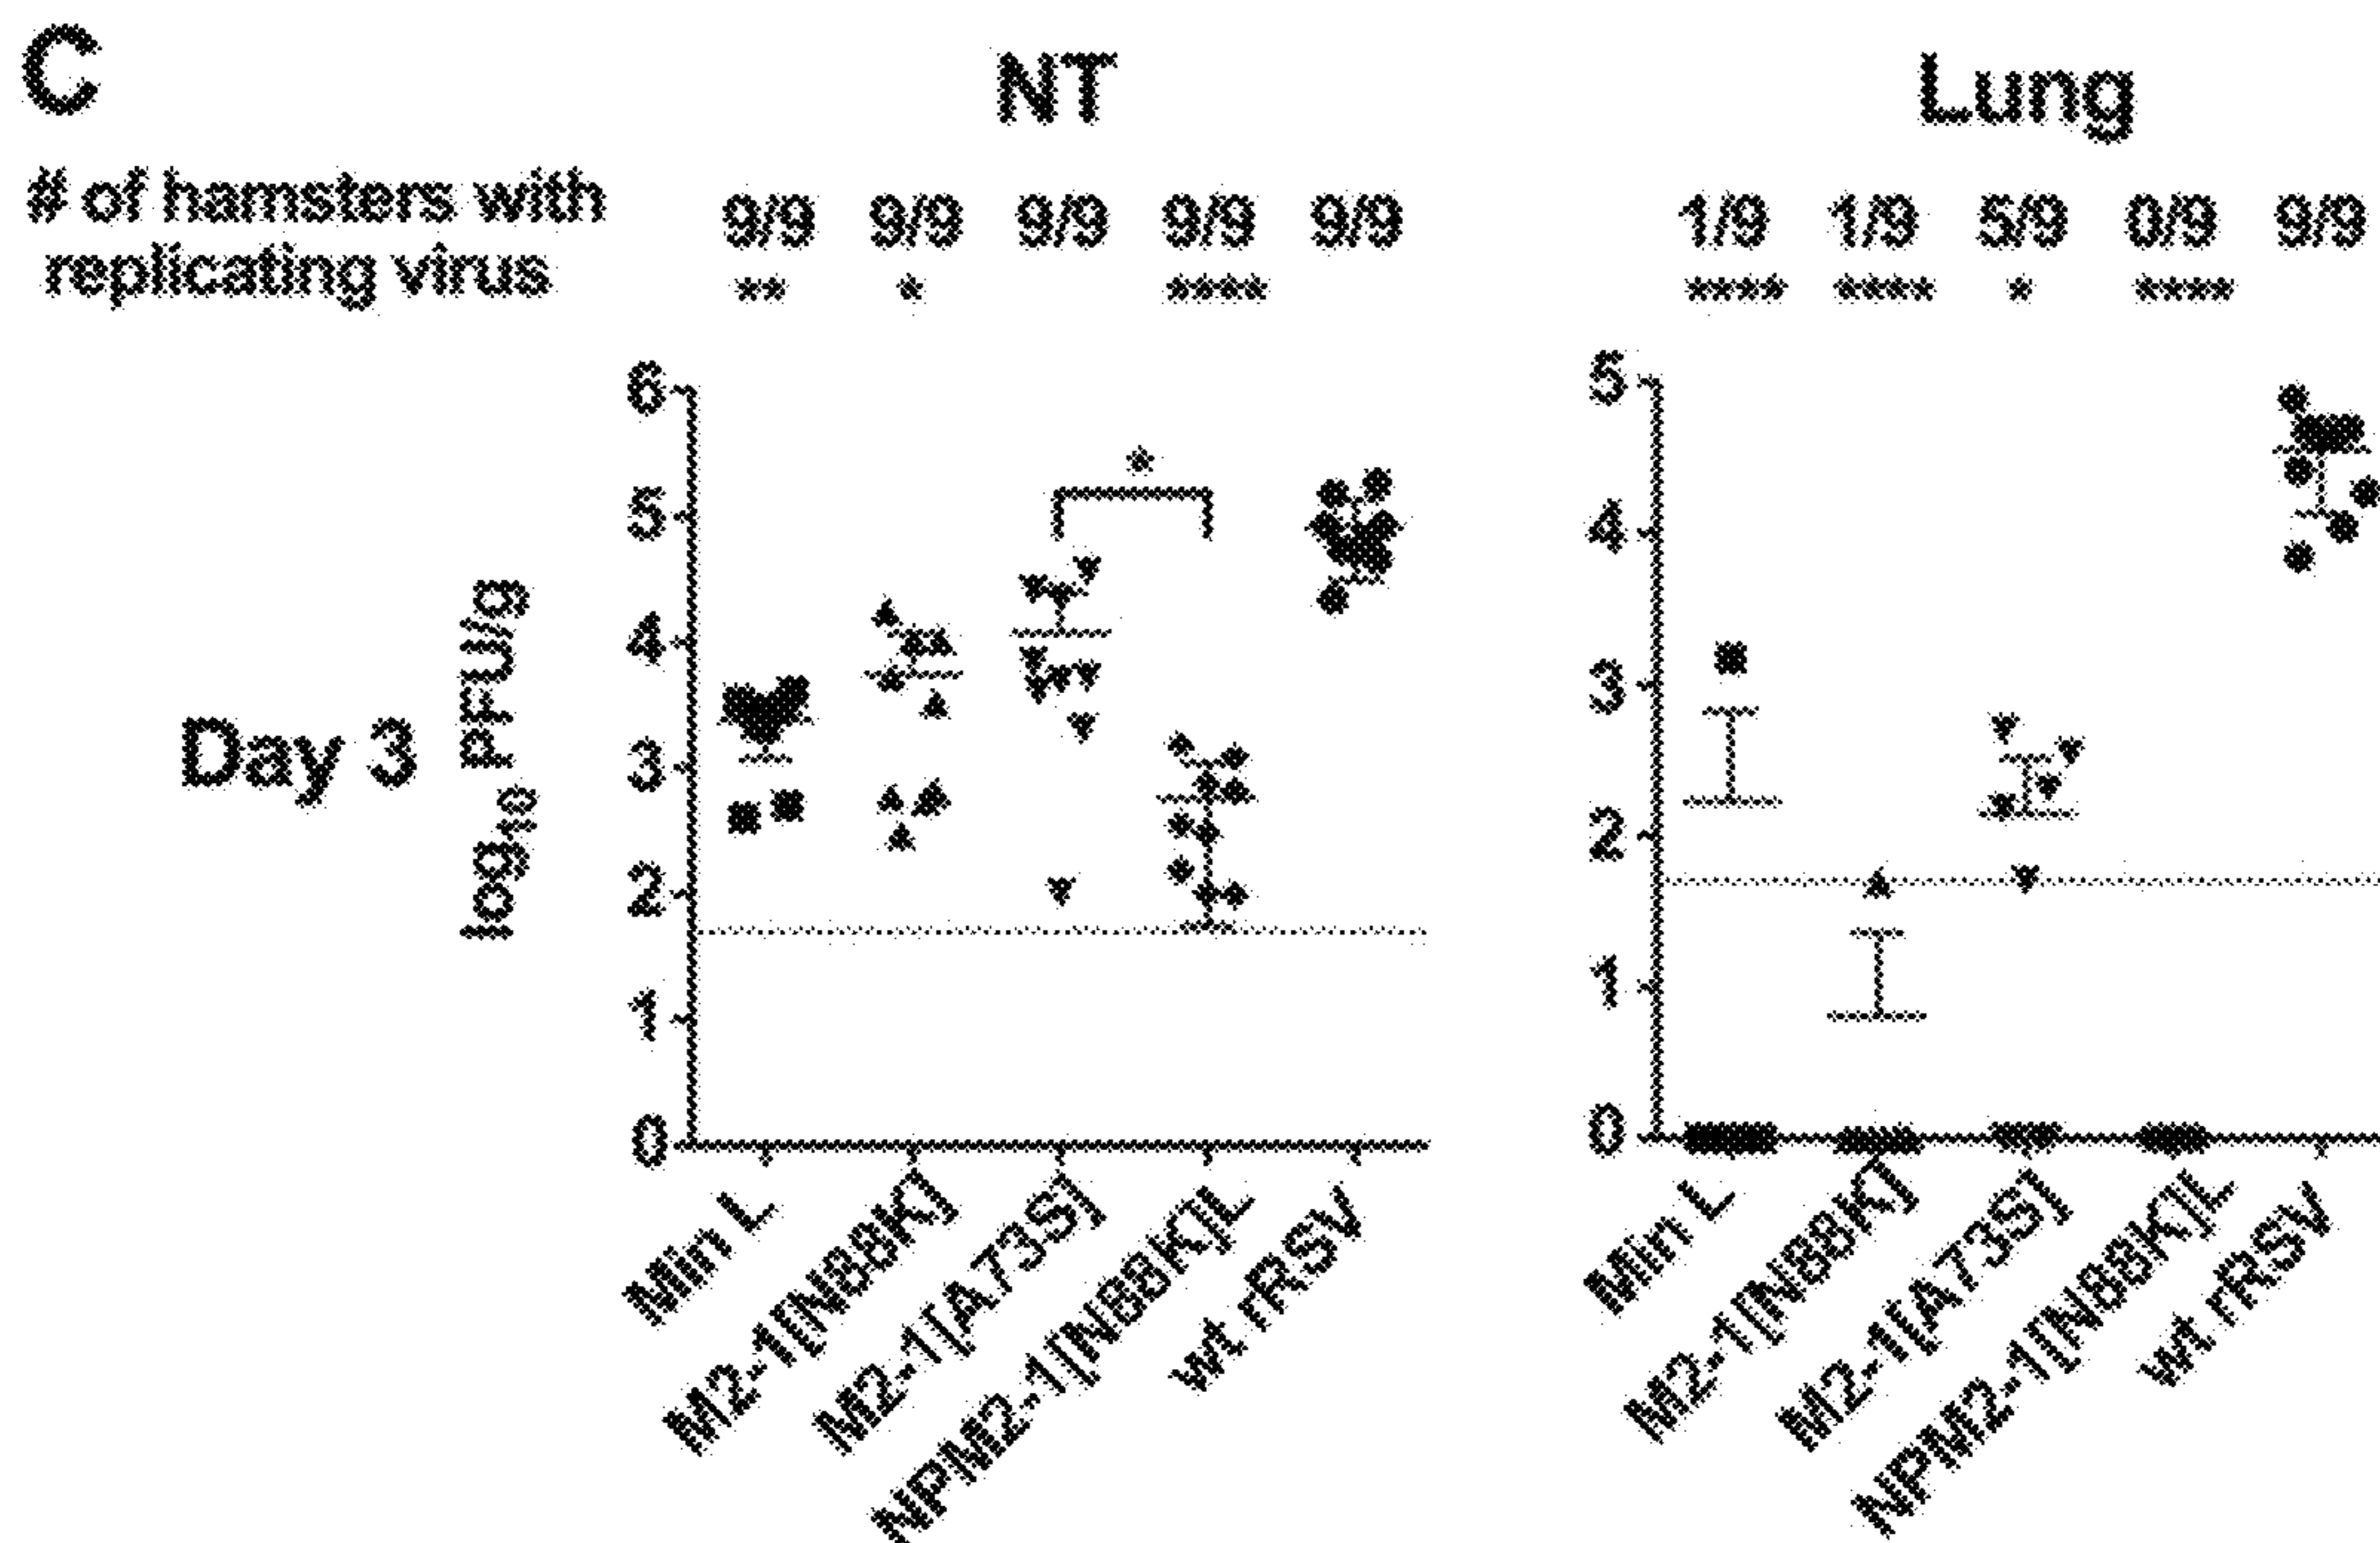 C
NT
Lung
# of hamsters with
replicating virus
9/9 9/9 9/9 9/9 9/9
1/9 1/9 5/9 0/9 9/9
** * ****
**** **** * ****
Day 3
log10 PFU/g
6
5
4
3
2
1
0
*
Min L
M2-1[N88K]
M2-1[A73S]
NPM2-1[N88K]L
wt rRSV
5
4
3
2
1
0
Min L
M2-1[N88K]
M2-1[A73S]
NPM2-1[N88K]L
wt rRSV